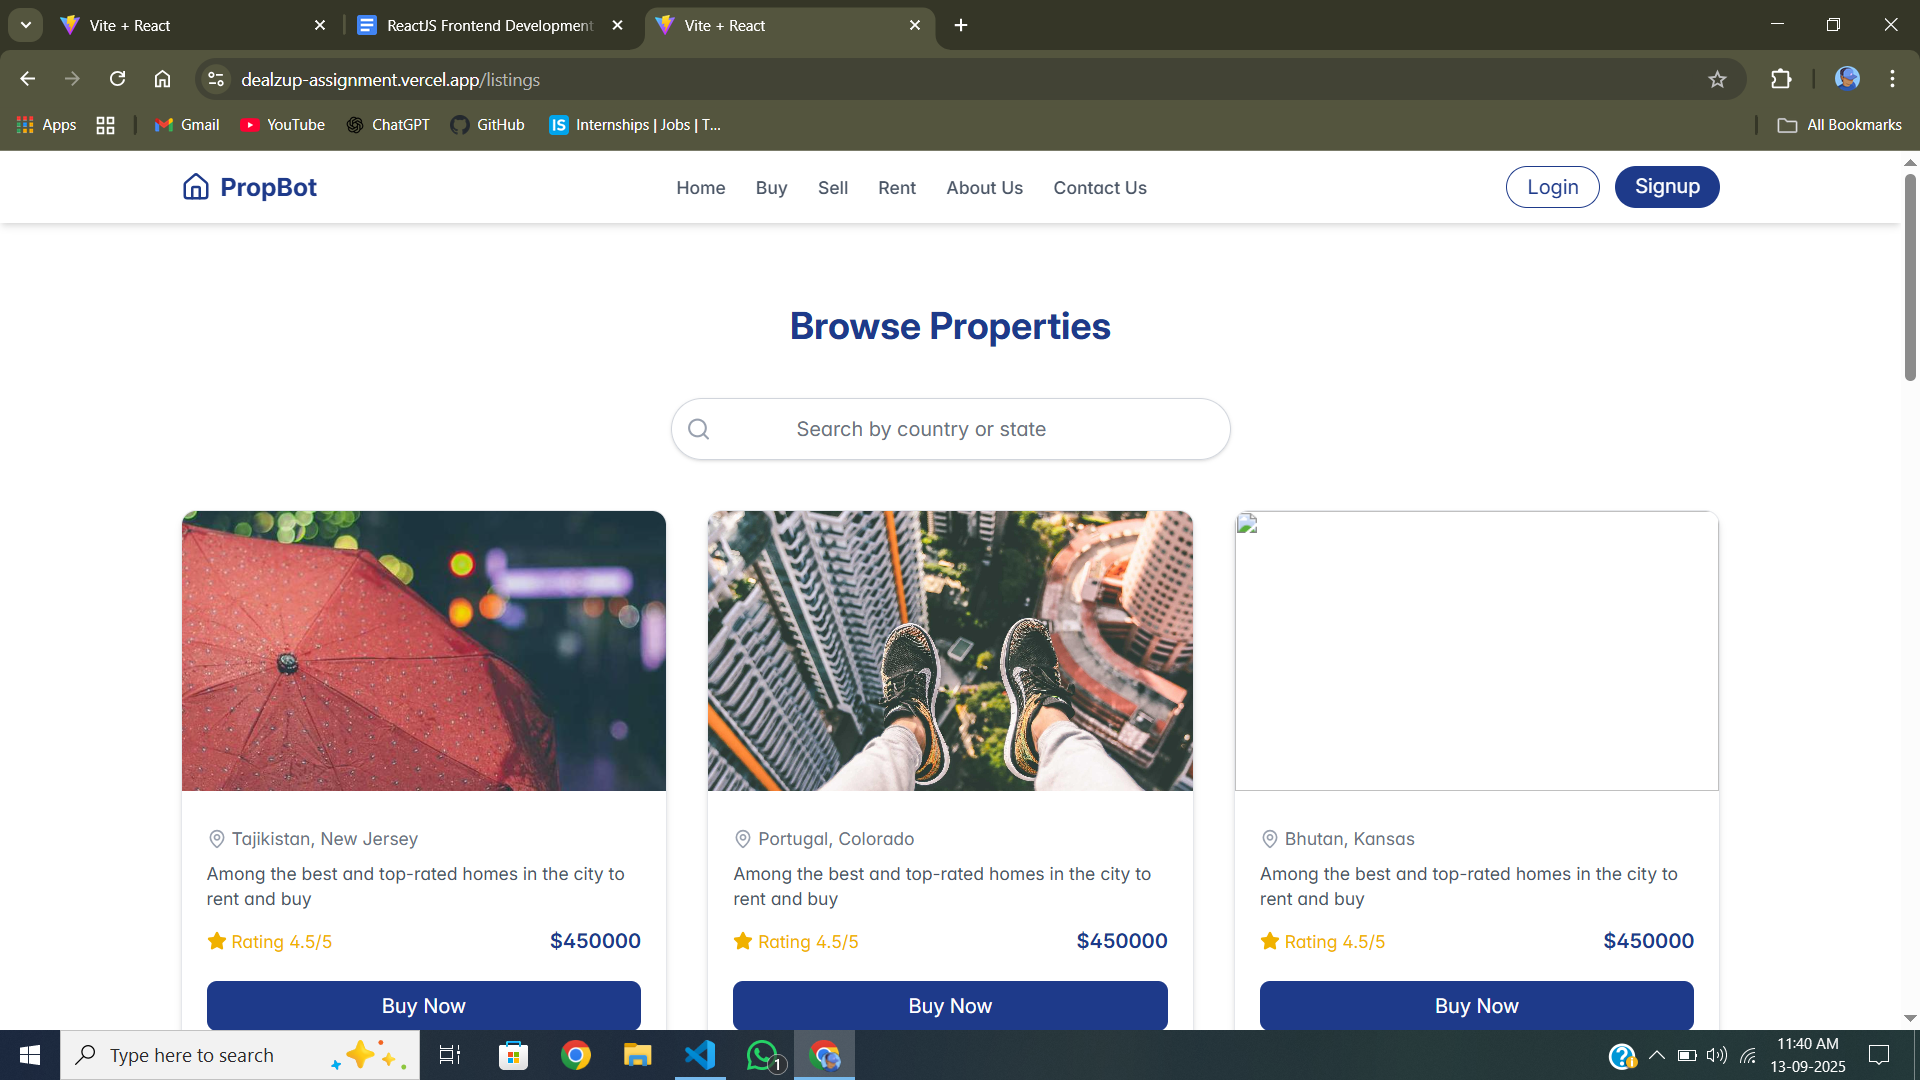 Vite + React
ReactJS Frontend Development
Vite + React
dealzup-assignment.vercel.app/listings
Apps
Gmail
YouTube
ChatGPT
GitHub
IS
Internships | Jobs | T...
All Bookmarks
PropBot
Home
Buy
Sell
Rent
About Us
Contact Us
Login
Signup
Browse Properties
Search by country or state
Tajikistan, New Jersey
Among the best and top-rated homes in the city to
rent and buy
Rating 4.5/5
$450000
Buy Now
Portugal, Colorado
Among the best and top-rated homes in the city to
rent and buy
Rating 4.5/5
$450000
Buy Now
Bhutan, Kansas
Among the best and top-rated homes in the city to
rent and buy
Rating 4.5/5
$450000
Buy Now
Type here to search
1
11:40 AM
13-09-2025